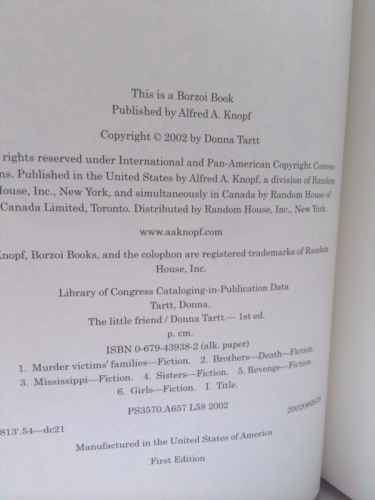 This is a Borzoi Book
Published by Alfred A. Knopf
Copyright © 2002 by Donna Tartt
rights reserved under International and Pan-American Copyright Conven-
ns. Published in the United States by Alfred A. Knopf, a division of Random
House, Inc., New York, and simultaneously in Canada by Random House of
Canada Limited, Toronto. Distributed by Random House, Inc., New York.
www.aaknopf.com
Knopf, Borzoi Books, and the colophon are registered trademarks of Random
House, Inc.
Library of Congress Cataloging-in-Publication Data
Tartt, Donna.
The little friend / Donna Tartt.— 1st ed.
p. cm.
ISBN 0-679-43938-2 (alk. paper)
1. Murder victims' families—Fiction. 2. Brothers—Death—Fiction.
3. Mississippi—Fiction. 4. Sisters—Fiction. 5. Revenge—Fiction.
6. Girls—Fiction. I. Title.
PS3570.A657 L58 2002
813'.54—dc21
Manufactured in the United States of America
First Edition